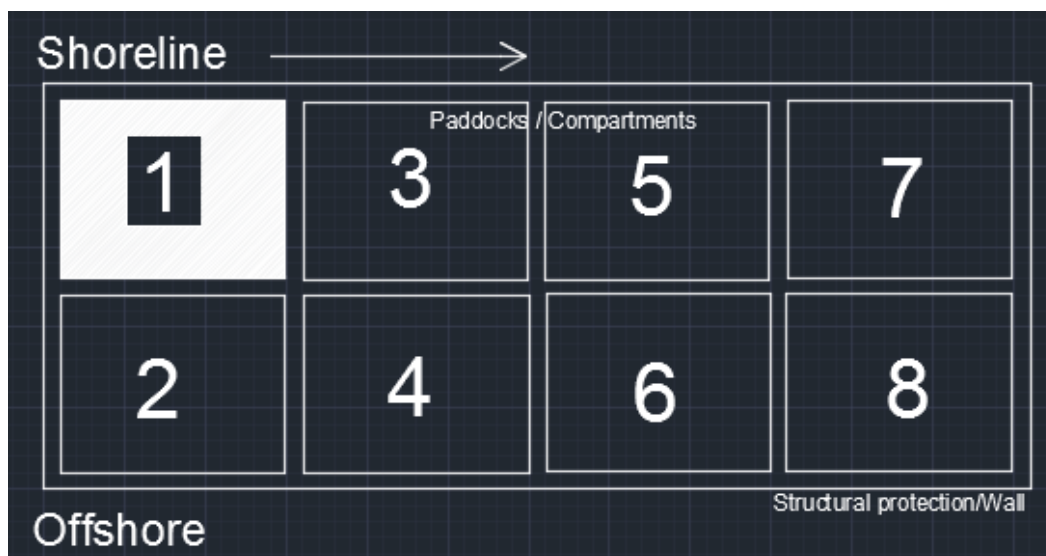 Shoreline
Paddocks / Compartments
1
3
5
7
2
4
6
8
Structural protection/Wall
Offshore